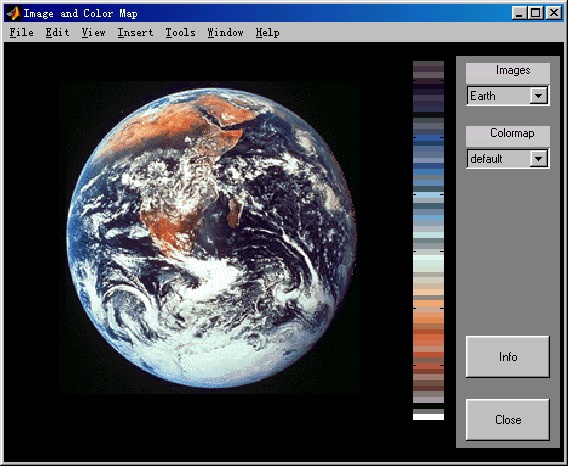 Image and Color Map
File Edit View Insert Tools Window Help
Images
Earth
Colormap
default
Info
Close